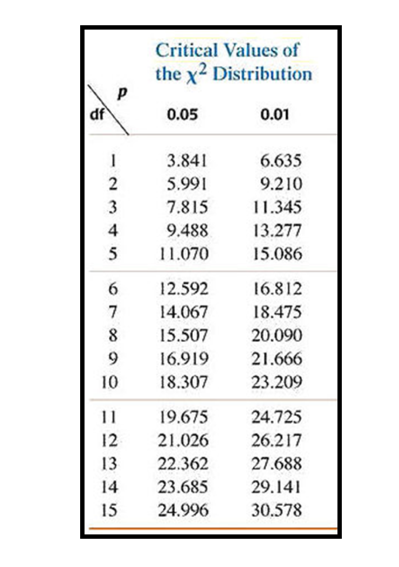 Critical Values of
the χ2 Distribution
p
df 0.05 0.01
1 3.841 6.635
2 5.991 9.210
3 7.815 11.345
4 9.488 13.277
5 11.070 15.086
6 12.592 16.812
7 14.067 18.475
8 15.507 20.090
9 16.919 21.666
10 18.307 23.209
11 19.675 24.725
12 21.026 26.217
13 22.362 27.688
14 23.685 29.141
15 24.996 30.578